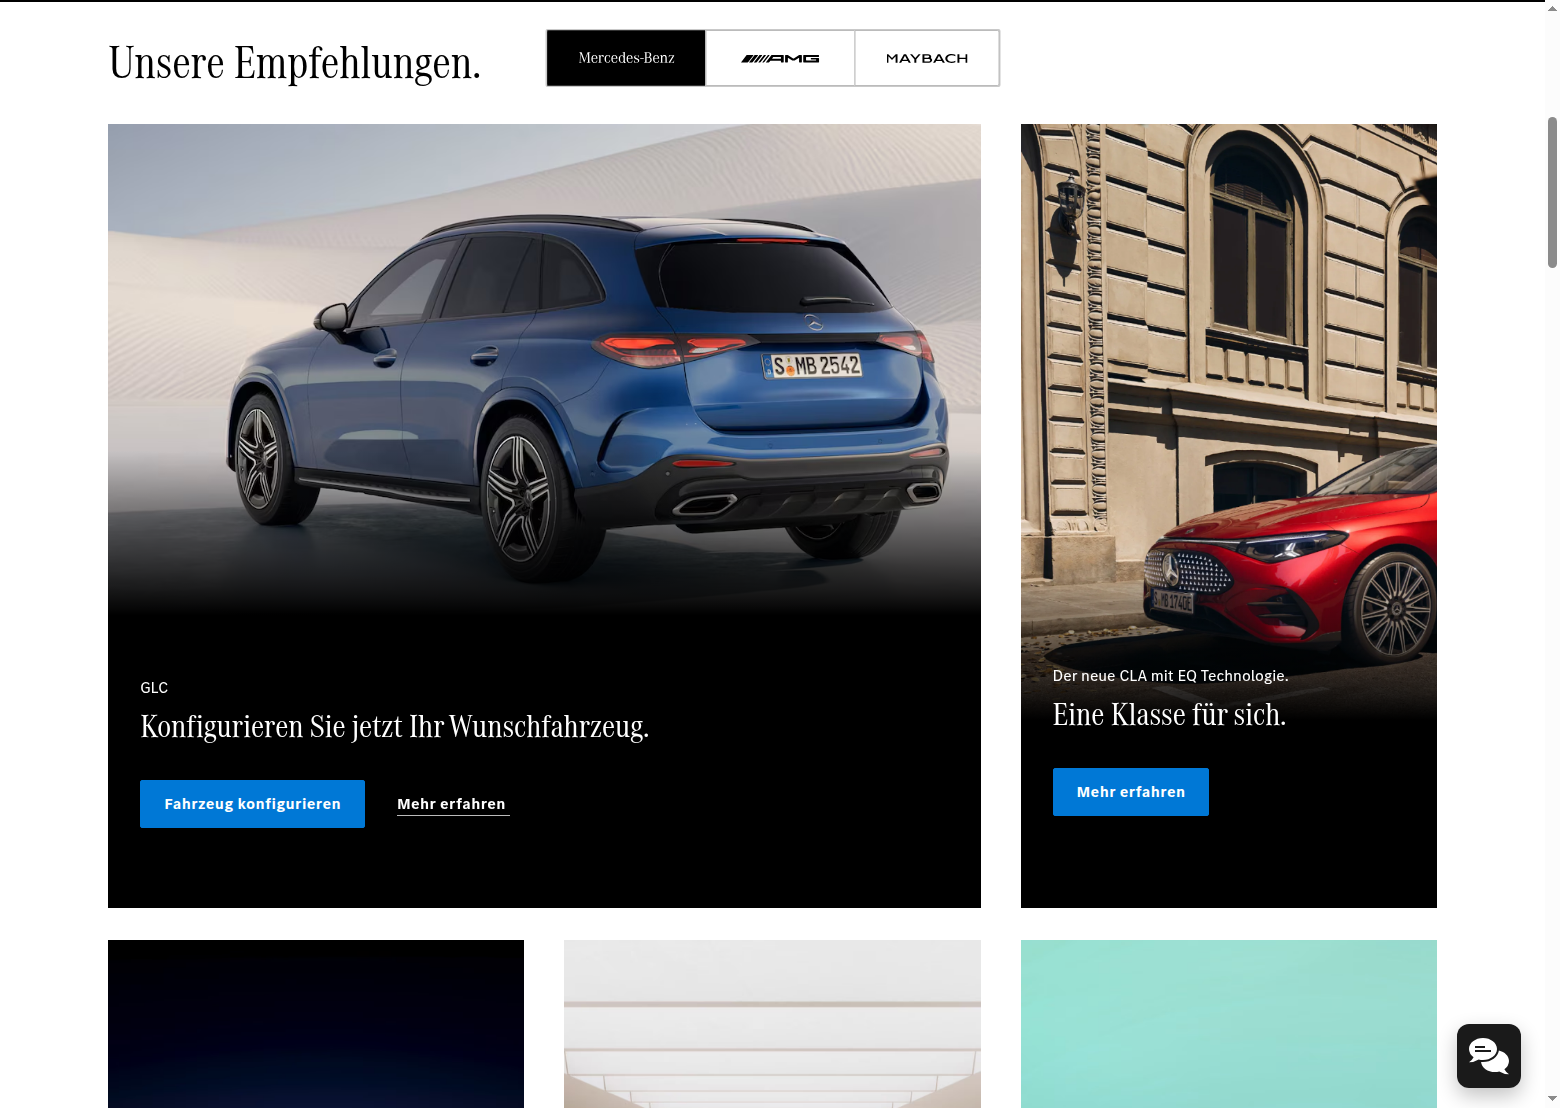 Unsere Empfehlungen.
Mercedes-Benz
AMG
MAYBACH
S MB 2542
S MB 1740E
GLC
Konfigurieren Sie jetzt Ihr Wunschfahrzeug.
Fahrzeug konfigurieren
Mehr erfahren
Der neue CLA mit EQ Technologie.
Eine Klasse für sich.
Mehr erfahren